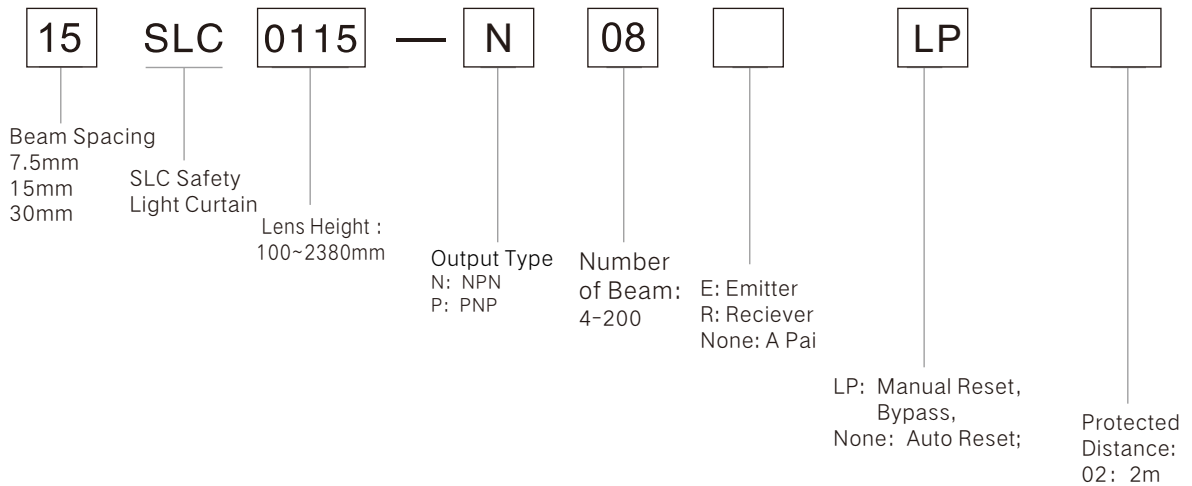 15 SLC 0115 — N 08 LP
Beam Spacing
7.5mm
15mm
30mm
SLC Safety
Light Curtain
Lens Height :
100~2380mm
Output Type
N: NPN
P: PNP
Number
of Beam:
4-200
E: Emitter
R: Reciever
None: A Pai
LP: Manual Reset,
Bypass,
None: Auto Reset;
Protected
Distance:
02: 2m